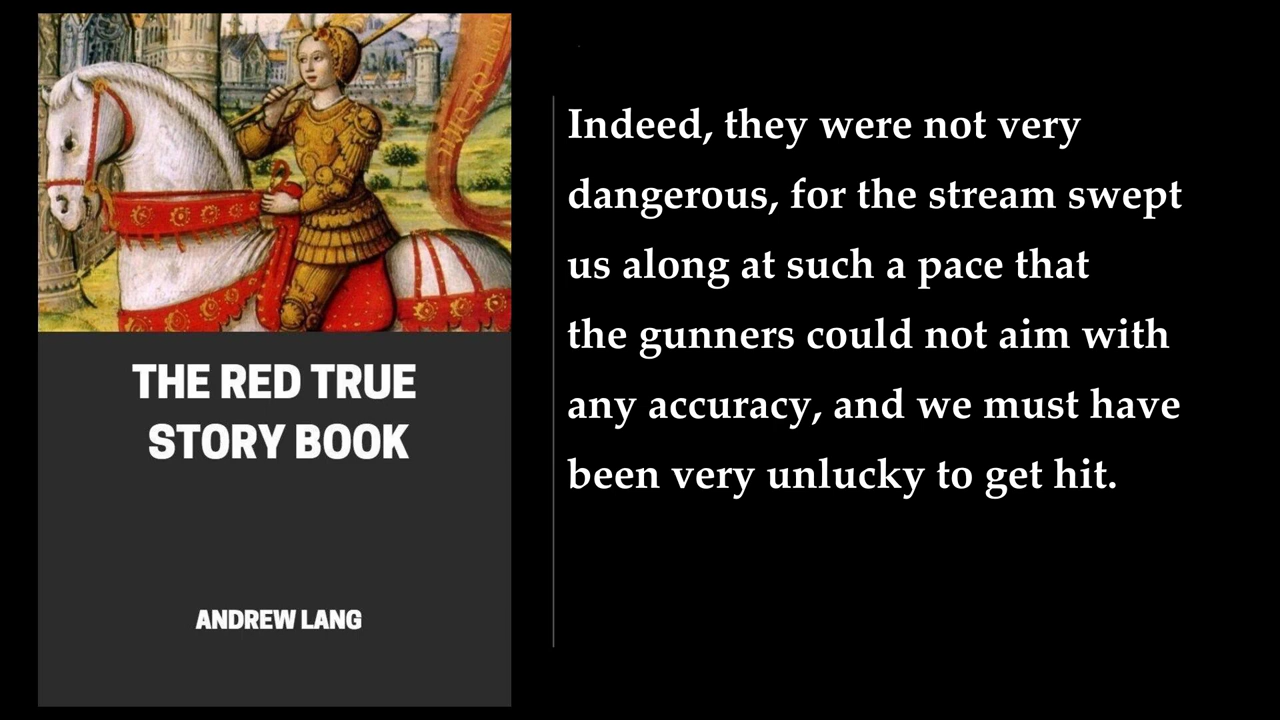 THE RED TRUE
STORY BOOK
ANDREW LANG
Indeed, they were not very
dangerous, for the stream swept
us along at such a pace that
the gunners could not aim with
any accuracy, and we must have
been very unlucky to get hit.